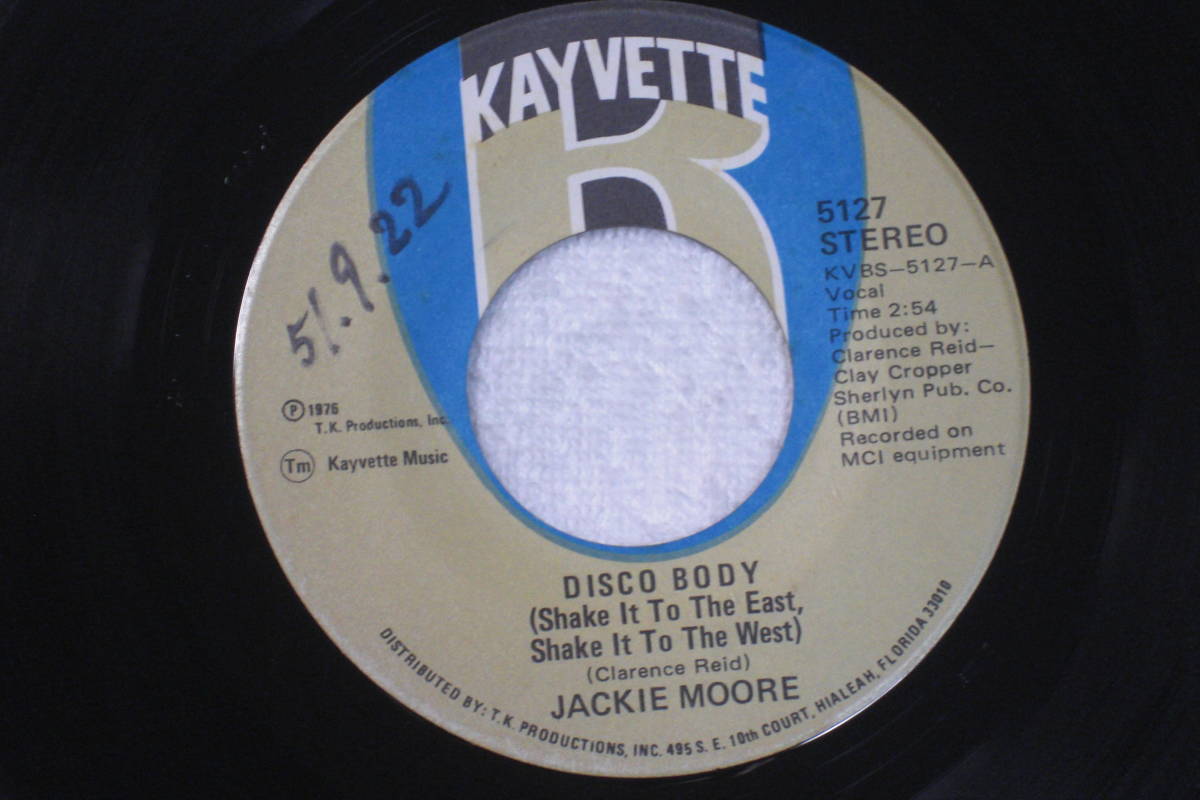 KAYVETTE
51.9.22
5127
STEREO
KVBS-5127-A
Vocal
Time 2:54
Produced by:
Clarence Reid-
Clay Cropper
Sherlyn Pub. Co.
(BMI)
Recorded on
MCI equipment
P 1976
T.K. Productions, Inc.
Tm Kayvette Music
DISCO BODY
(Shake It To The East,
Shake It To The West)
(Clarence Reid)
JACKIE MOORE
DISTRIBUTED BY: T.K. PRODUCTIONS, INC. 495 S.E. 10th COURT, HIALEAH, FLORIDA 33010